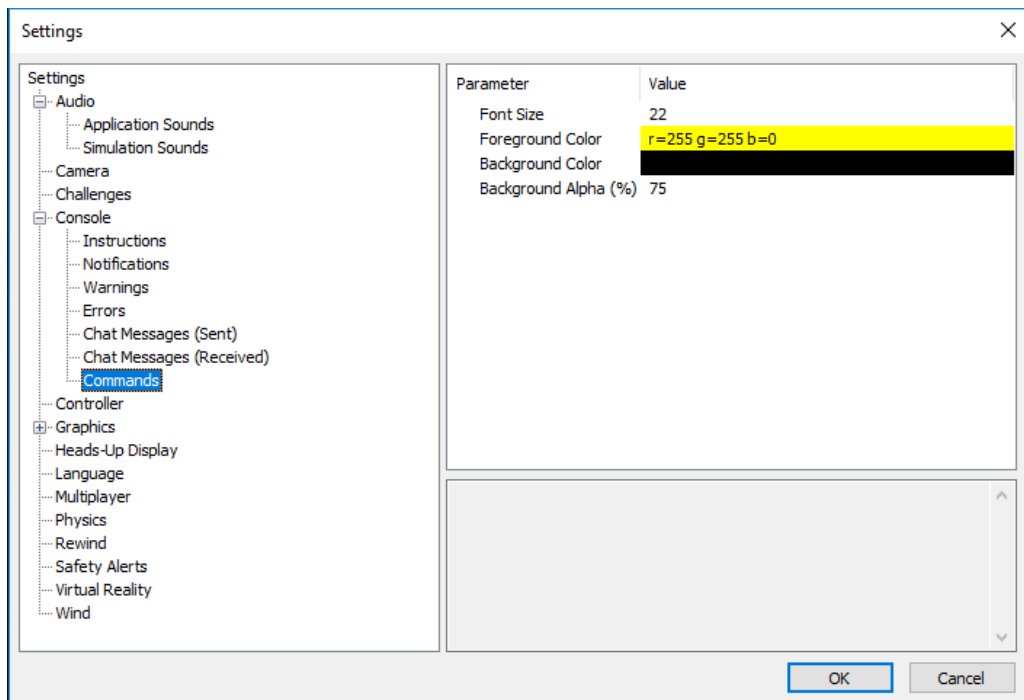 Settings
Settings
Audio
Application Sounds
Simulation Sounds
Camera
Challenges
Console
Instructions
Notifications
Warnings
Errors
Chat Messages (Sent)
Chat Messages (Received)
Commands
Controller
Graphics
Heads-Up Display
Language
Multiplayer
Physics
Rewind
Safety Alerts
Virtual Reality
Wind
Parameter Value
Font Size 22
Foreground Color r=255 g=255 b=0
Background Color
Background Alpha (%) 75
OK Cancel